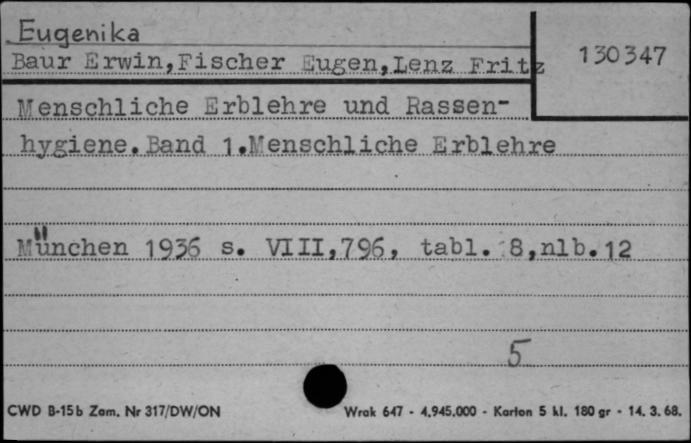 Eugenika
Baur Erwin,Fischer Eugen,Lenz Fritz
130347
Menschliche Erblehre und Rassen-
hygiene.Band 1.Menschliche Erblehre
München 1936 s. VIII,796, tabl. 8,nlb.12
5
CWD B-15b Zam. Nr 317/DW/ON
Wrak 647 - 4.945.000 - Karton 5 kl. 180 gr - 14. 3. 68.